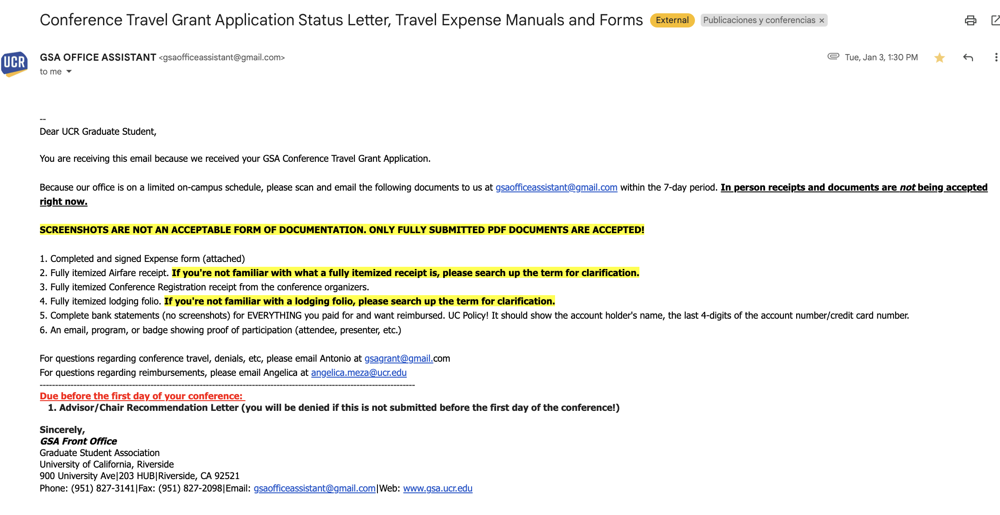 Conference Travel Grant Application Status Letter, Travel Expense Manuals and Forms External Publicaciones y conferencias ×
UCR
GSA OFFICE ASSISTANT <gsaofficeassistant@gmail.com> Tue, Jan 3, 1:30 PM
to me
--
Dear UCR Graduate Student,
You are receiving this email because we received your GSA Conference Travel Grant Application.
Because our office is on a limited on-campus schedule, please scan and email the following documents to us at gsaofficeassistant@gmail.com within the 7-day period. In person receipts and documents are not being accepted
right now.
SCREENSHOTS ARE NOT AN ACCEPTABLE FORM OF DOCUMENTATION. ONLY FULLY SUBMITTED PDF DOCUMENTS ARE ACCEPTED!
1. Completed and signed Expense form (attached)
2. Fully itemized Airfare receipt. If you're not familiar with what a fully itemized receipt is, please search up the term for clarification.
3. Fully itemized Conference Registration receipt from the conference organizers.
4. Fully itemized lodging folio. If you're not familiar with a lodging folio, please search up the term for clarification.
5. Complete bank statements (no screenshots) for EVERYTHING you paid for and want reimbursed. UC Policy! It should show the account holder's name, the last 4-digits of the account number/credit card number.
6. An email, program, or badge showing proof of participation (attendee, presenter, etc.)
For questions regarding conference travel, denials, etc, please email Antonio at gsagrant@gmail.com
For questions regarding reimbursements, please email Angelica at angelica.meza@ucr.edu
------------------------------------------------------------------------------------------------------------------------
Due before the first day of your conference:
1. Advisor/Chair Recommendation Letter (you will be denied if this is not submitted before the first day of the conference!)
Sincerely,
GSA Front Office
Graduate Student Association
University of California, Riverside
900 University Ave|203 HUB|Riverside, CA 92521
Phone: (951) 827-3141|Fax: (951) 827-2098|Email: gsaofficeassistant@gmail.com|Web: www.gsa.ucr.edu